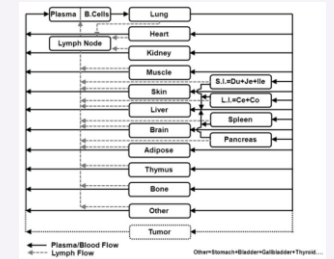 Plasma B.Cells Lung
Heart
Lymph Node
Kidney
Muscle
S.I.=Du+Je+Ile
Skin
L.I.=Ce+Co
Liver
Spleen
Brain
Pancreas
Adipose
Thymus
Bone
Other
Tumor
Plasma/Blood Flow
Lymph Flow
Other=Stomach+Bladder+Gallbladder+Thyroid....